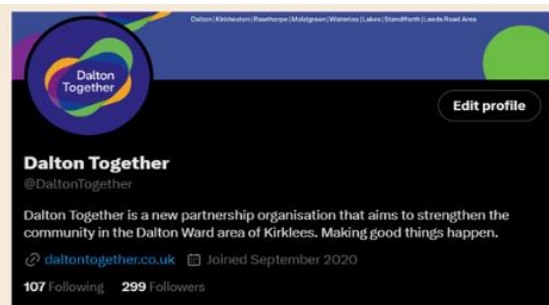 Dalton | Kirkheaton | Rawthorpe | Moldgreen | Waterloo | Lakes | Standiforth | Leeds Road Area
Dalton
Together
Edit profile
Dalton Together
@DaltonTogether
Dalton Together is a new partnership organisation that aims to strengthen the
community in the Dalton Ward area of Kirklees. Making good things happen.
daltontogether.co.uk Joined September 2020
107 Following 299 Followers